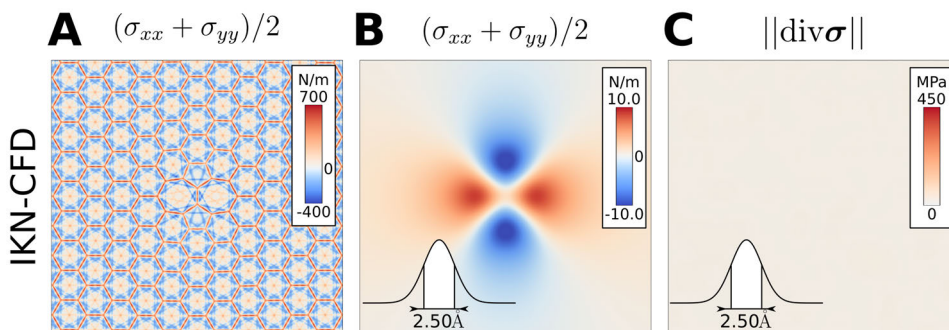 A (σxx + σyy)/2
B (σxx + σyy)/2
C ||divσ||
IKN-CFD
N/m
700
0
-400
N/m
10.0
0
-10.0
MPa
450
0
2.50Å
2.50Å